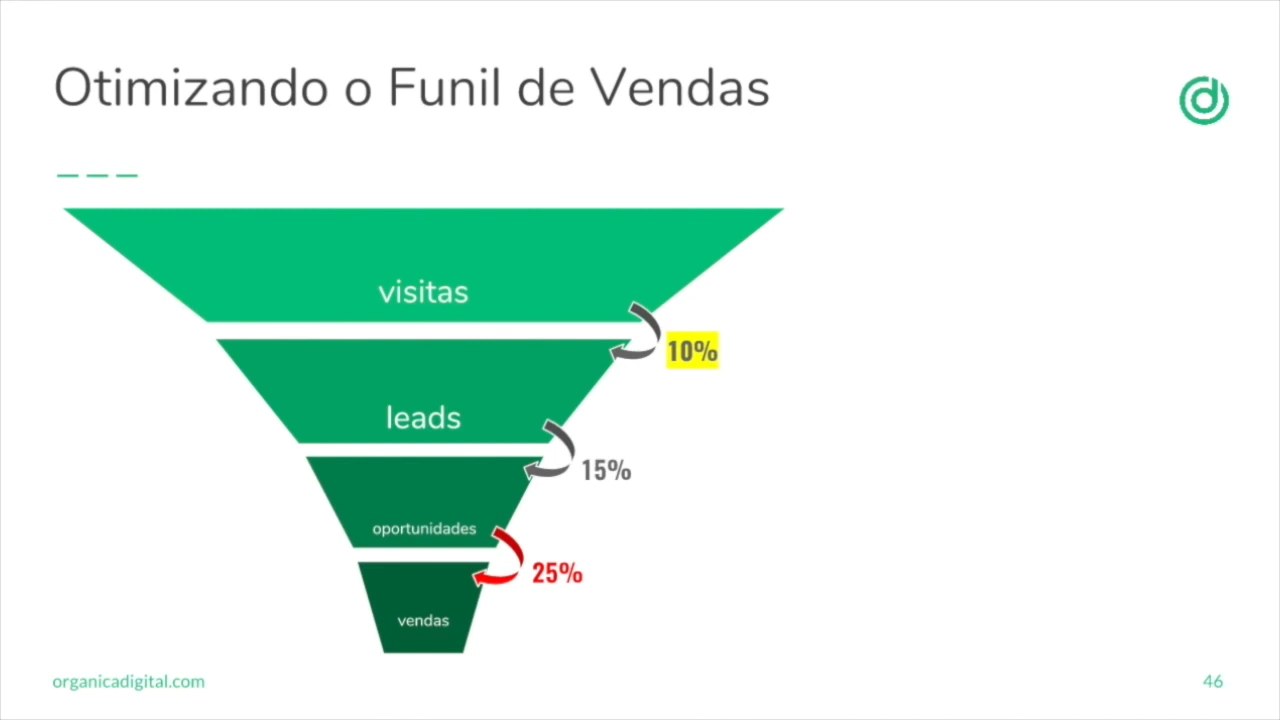 Otimizando o Funil de Vendas
visitas
10%
leads
15%
oportunidades
25%
vendas
organicadigital.com
46